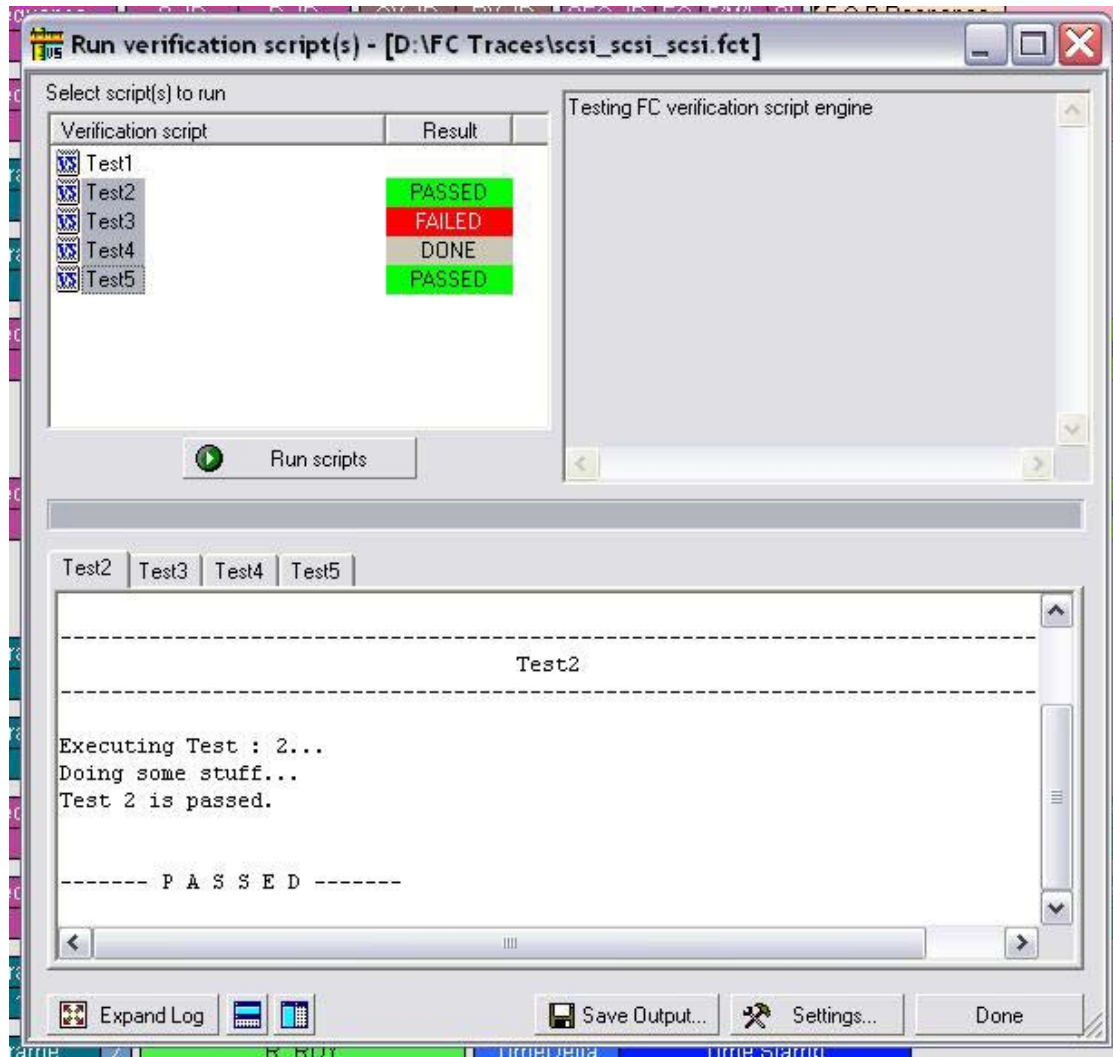 Run verification script(s) - [D:\FC Traces\scsi_scsi_scsi.fct]
Select script(s) to run
Verification script Result
Test1
Test2 PASSED
Test3 FAILED
Test4 DONE
Test5 PASSED
Testing FC verification script engine
Run scripts
Test2 Test3 Test4 Test5
--------------------------------------------------------------------------------
Test2
--------------------------------------------------------------------------------
Executing Test : 2...
Doing some stuff...
Test 2 is passed.
------- P A S S E D -------
Expand Log Save Output... Settings... Done